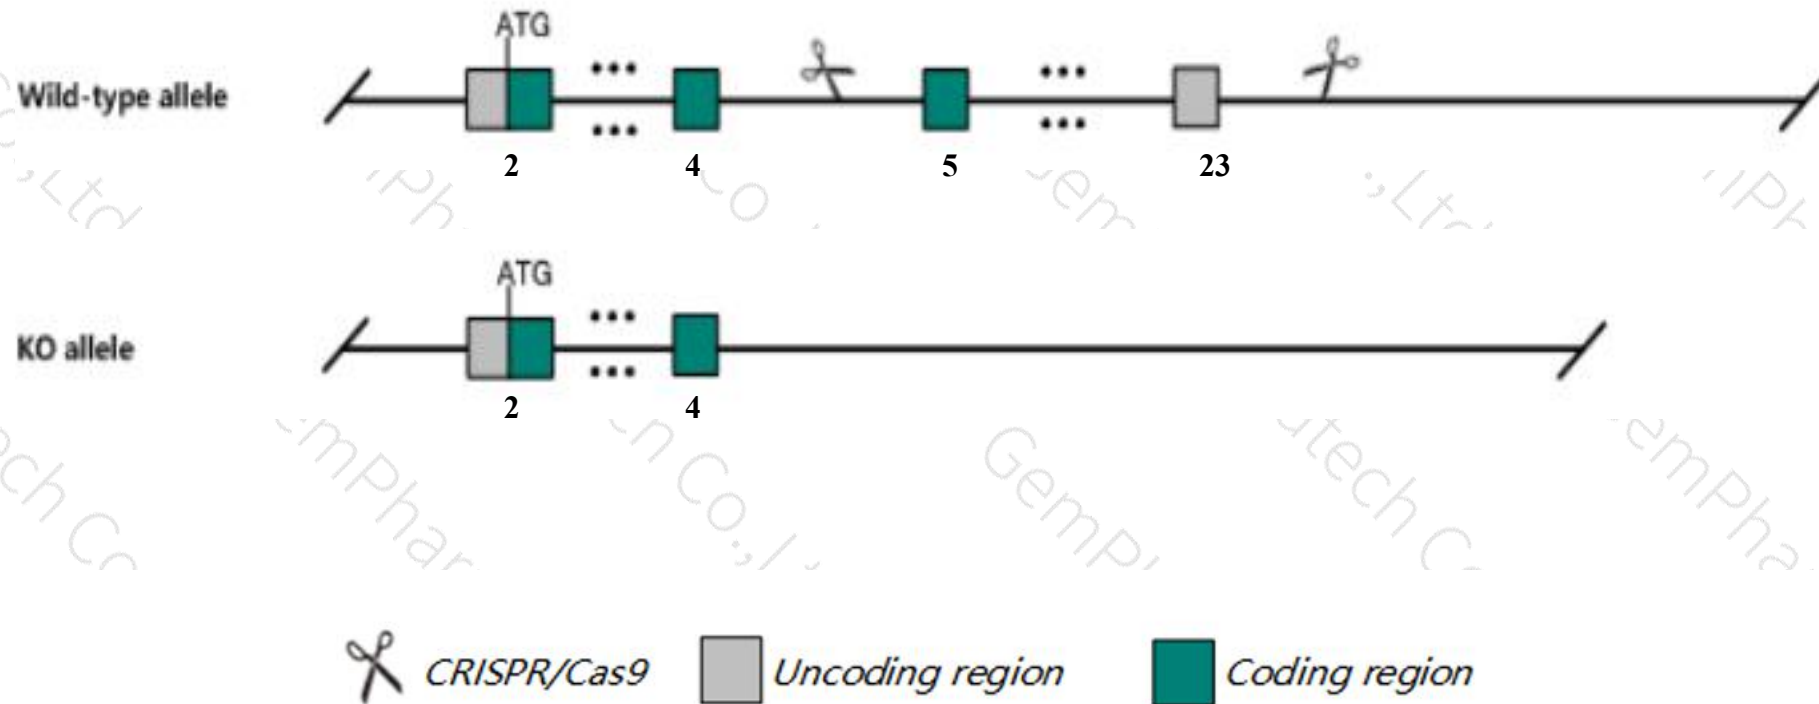 ATG
Wild-type allele
2 4 5 23
ATG
KO allele
2 4
CRISPR/Cas9 Uncoding region Coding region
GemPh